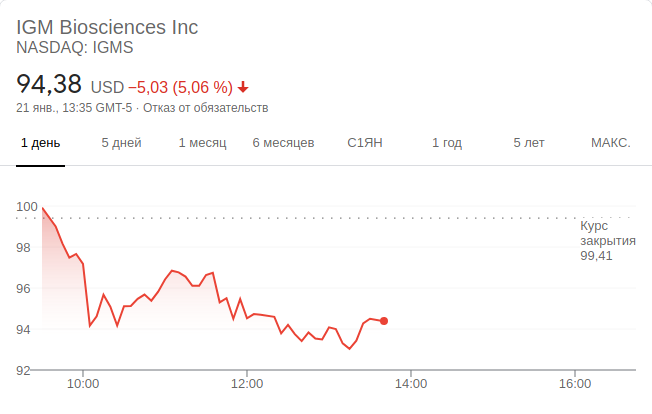 IGM Biosciences Inc
NASDAQ: IGMS
94,38 USD −5,03 (5,06 %)
21 янв., 13:35 GMT-5 · Отказ от обязательств
1 день 5 дней 1 месяц 6 месяцев С1ЯН 1 год 5 лет МАКС.
100
98
96
94
92
Курс
закрытия
99,41
10:00 12:00 14:00 16:00